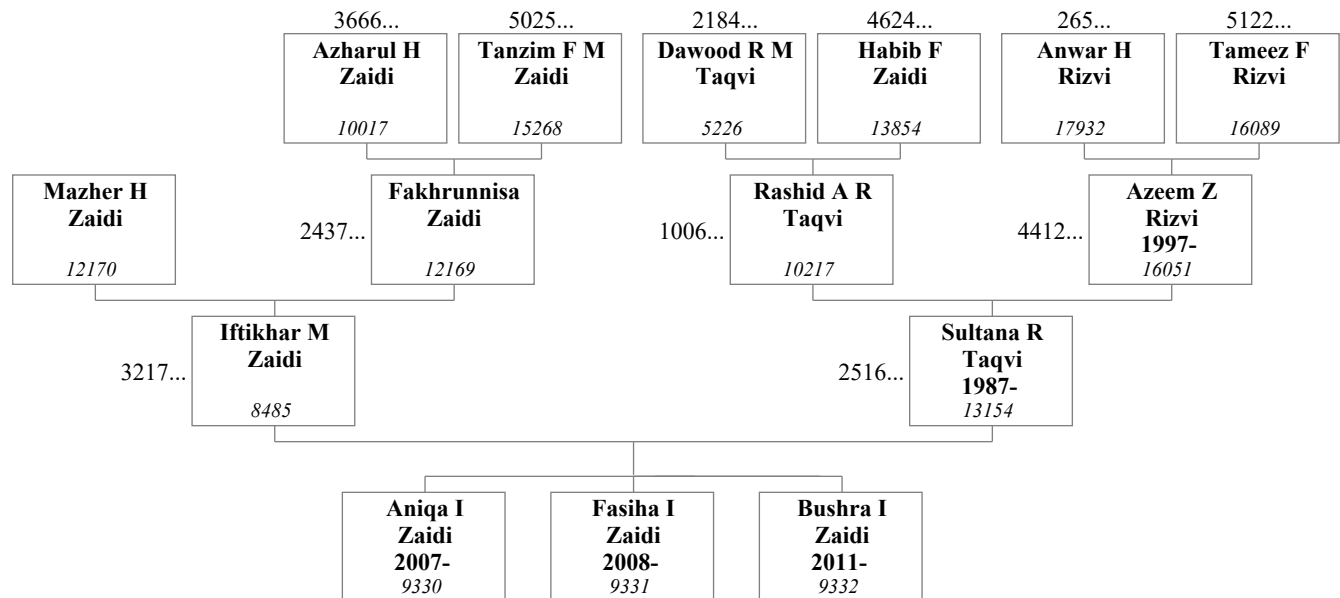 3666...
5025...
2184...
4624...
265...
5122...
Azharul H
Zaidi
10017
Tanzim F M
Zaidi
15268
Dawood R M
Taqvi
5226
Habib F
Zaidi
13854
Anwar H
Rizvi
17932
Tameez F
Rizvi
16089
Mazher H
Zaidi
12170
2437...
Fakhrunnisa
Zaidi
12169
1006...
Rashid A R
Taqvi
10217
4412...
Azeem Z
Rizvi
1997-
16051
3217...
Iftikhar M
Zaidi
8485
2516...
Sultana R
Taqvi
1987-
13154
Aniqa I
Zaidi
2007-
9330
Fasiha I
Zaidi
2008-
9331
Bushra I
Zaidi
2011-
9332